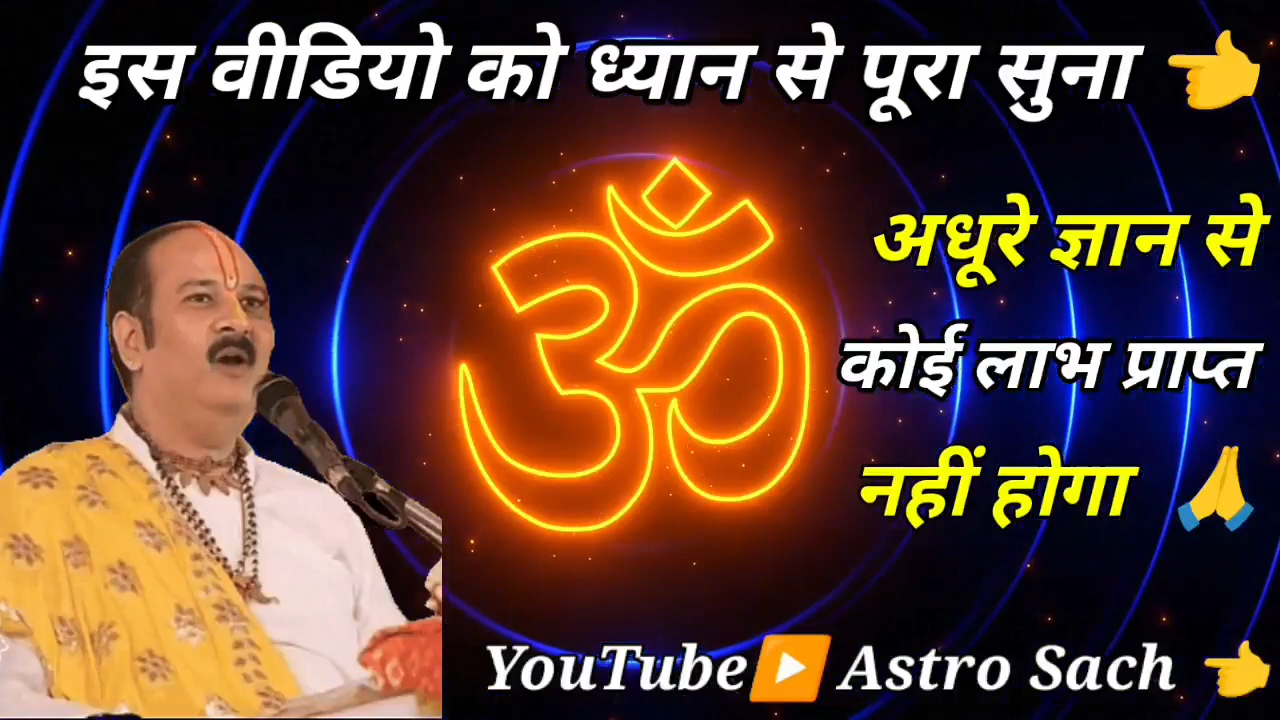 इस वीडियो को ध्यान से पूरा सुना 👈
अधूरे ज्ञान से
कोई लाभ प्राप्त
नहीं होगा 🙏
YouTube▶️Astro Sach 👈